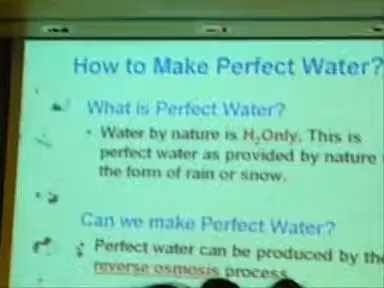 How to Make Perfect Water?
What is Perfect Water?
• Water by nature is H₂Only. This is
perfect water as provided by nature
the form of rain or snow.
Can we make Perfect Water?
Perfect water can be produced by the
reverse osmosis process